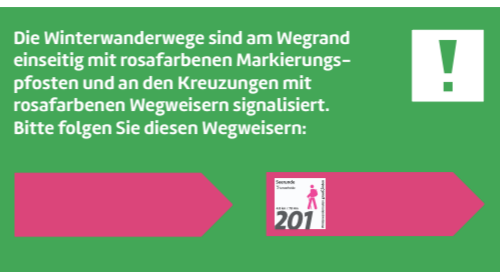 Die Winterwanderwege sind am Wegrand
einseitig mit rosafarbenen Markierungs-
pfosten und an den Kreuzungen mit
rosafarbenen Wegweisern signalisiert.
Bitte folgen Sie diesen Wegweisern:
!
201